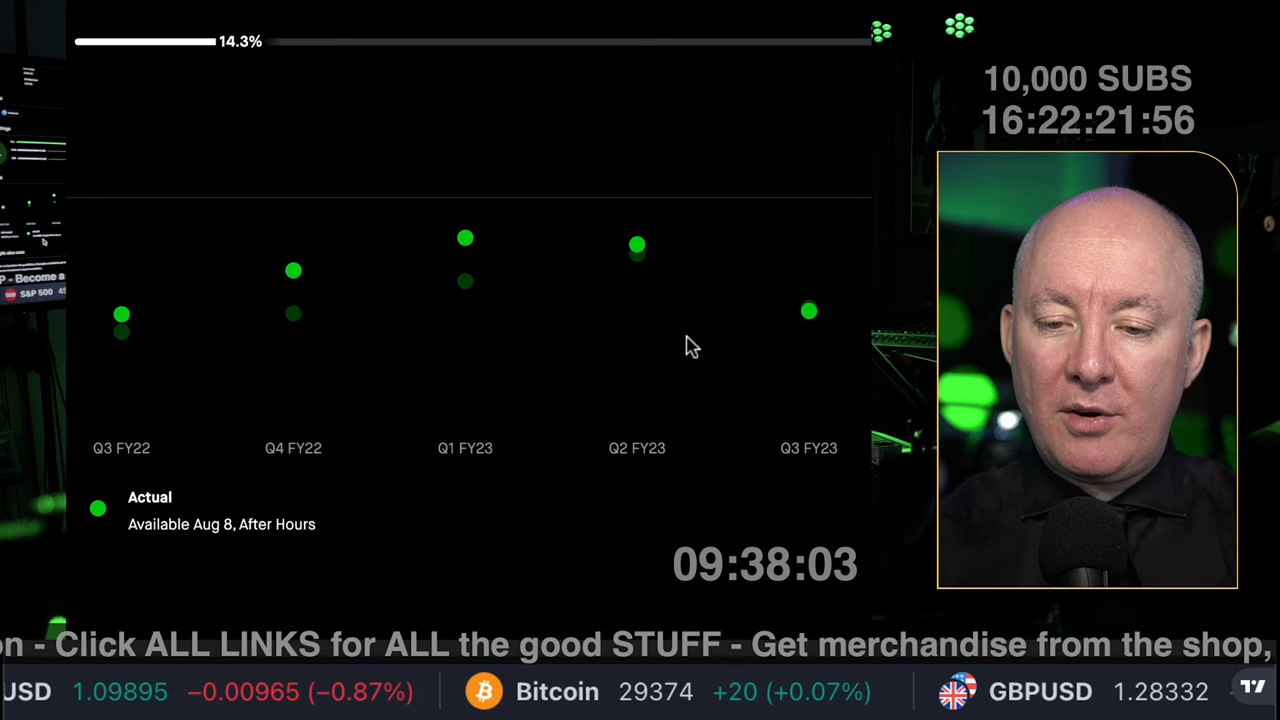 14.3%
10,000 SUBS
16:22:21:56
Q3 FY22
Q4 FY22
Q1 FY23
Q2 FY23
Q3 FY23
Actual
Available Aug 8, After Hours
09:38:03
on - Click ALL LINKS for ALL the good STUFF - Get merchandise from the shop,
USD 1.09895 −0.00965 (−0.87%) Bitcoin 29374 +20 (+0.07%) GBPUSD 1.28332
P - Become a
S&P 500